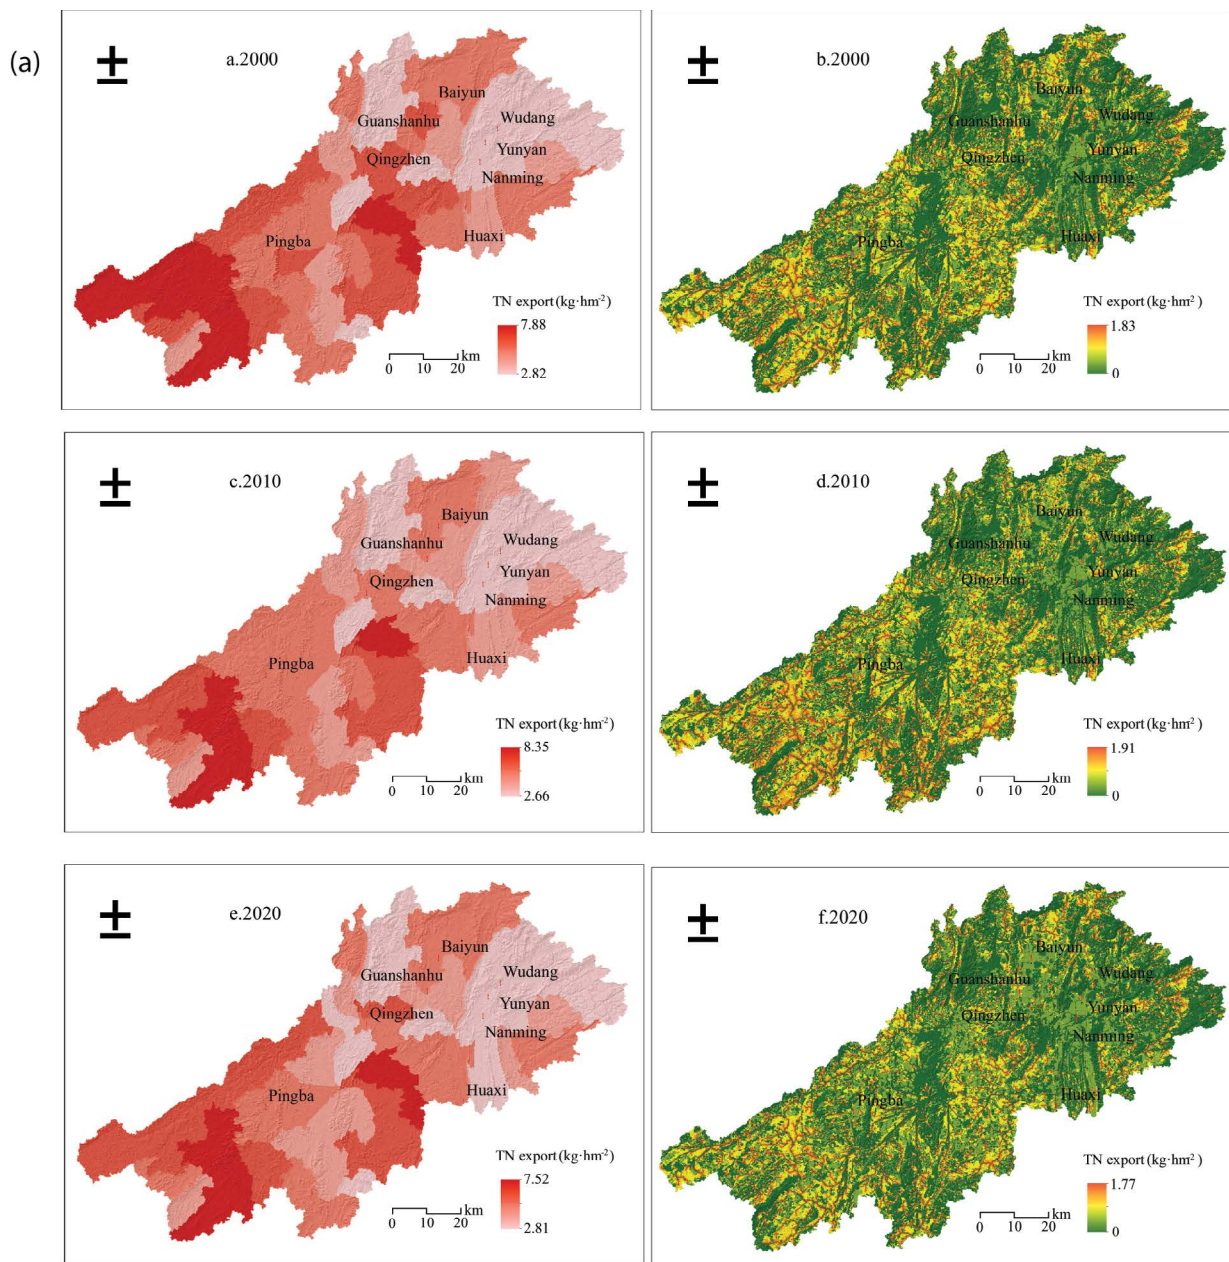 (a)
a.2000
Baiyun
Wudang
Guanshanhu
Yunyan
Qingzhen
Nanming
Pingba
Huaxi
TN export (kg·hm⁻²)
7.88
2.82
km
0 10 20
b.2000
Baiyun
Wudang
Guanshanhu
Yunyan
Qingzhen
Nanming
Pingba
Huaxi
TN export (kg·hm⁻²)
1.83
0
km
0 10 20
c.2010
Baiyun
Wudang
Guanshanhu
Yunyan
Qingzhen
Nanming
Pingba
Huaxi
TN export (kg·hm⁻²)
8.35
2.66
km
0 10 20
d.2010
Baiyun
Wudang
Guanshanhu
Yunyan
Qingzhen
Nanming
Pingba
Huaxi
TN export (kg·hm²)
1.91
0
km
0 10 20
e.2020
Baiyun
Wudang
Guanshanhu
Yunyan
Qingzhen
Nanming
Pingba
Huaxi
TN export (kg·hm⁻²)
7.52
2.81
km
0 10 20
f.2020
Baiyun
Wudang
Guanshanhu
Yunyan
Qingzhen
Nanming
Pingba
Huaxi
TN export (kg·hm²)
1.77
0
km
0 10 20